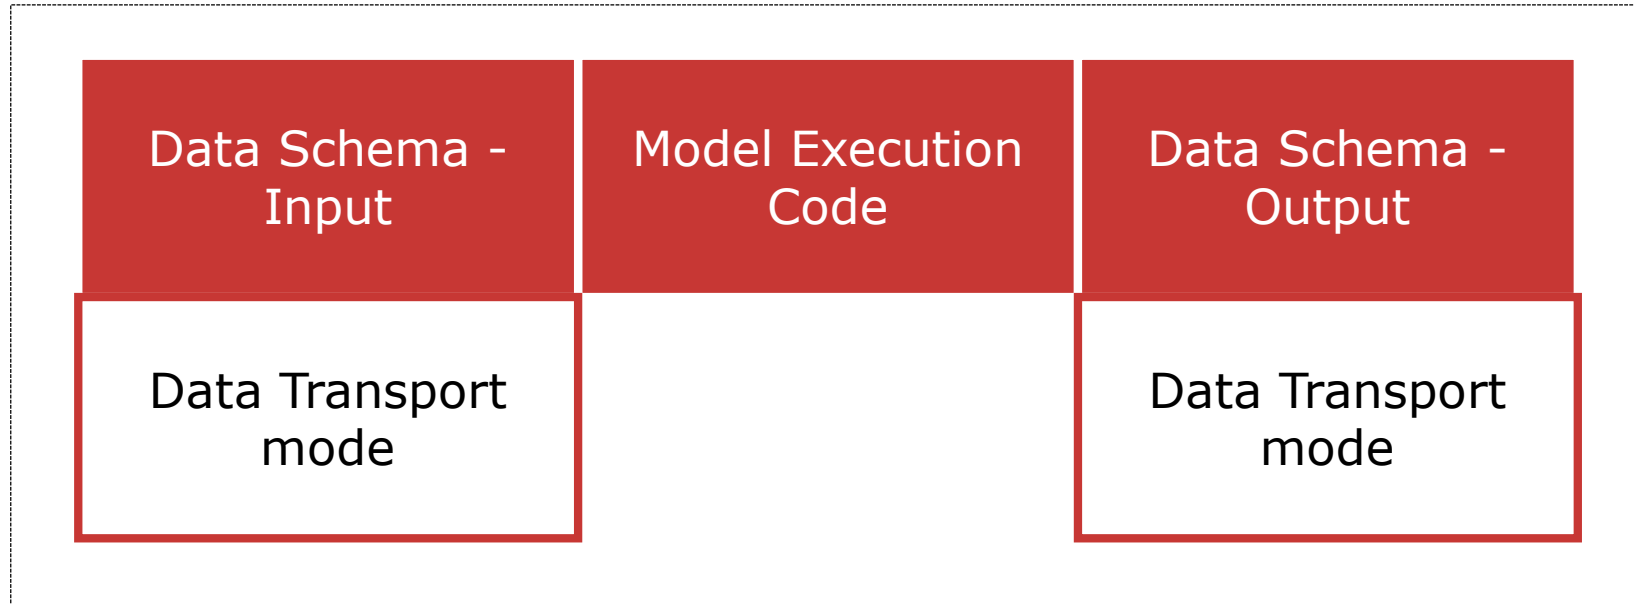 Data Schema -
Input
Model Execution
Code
Data Schema -
Output
Data Transport
mode
Data Transport
mode